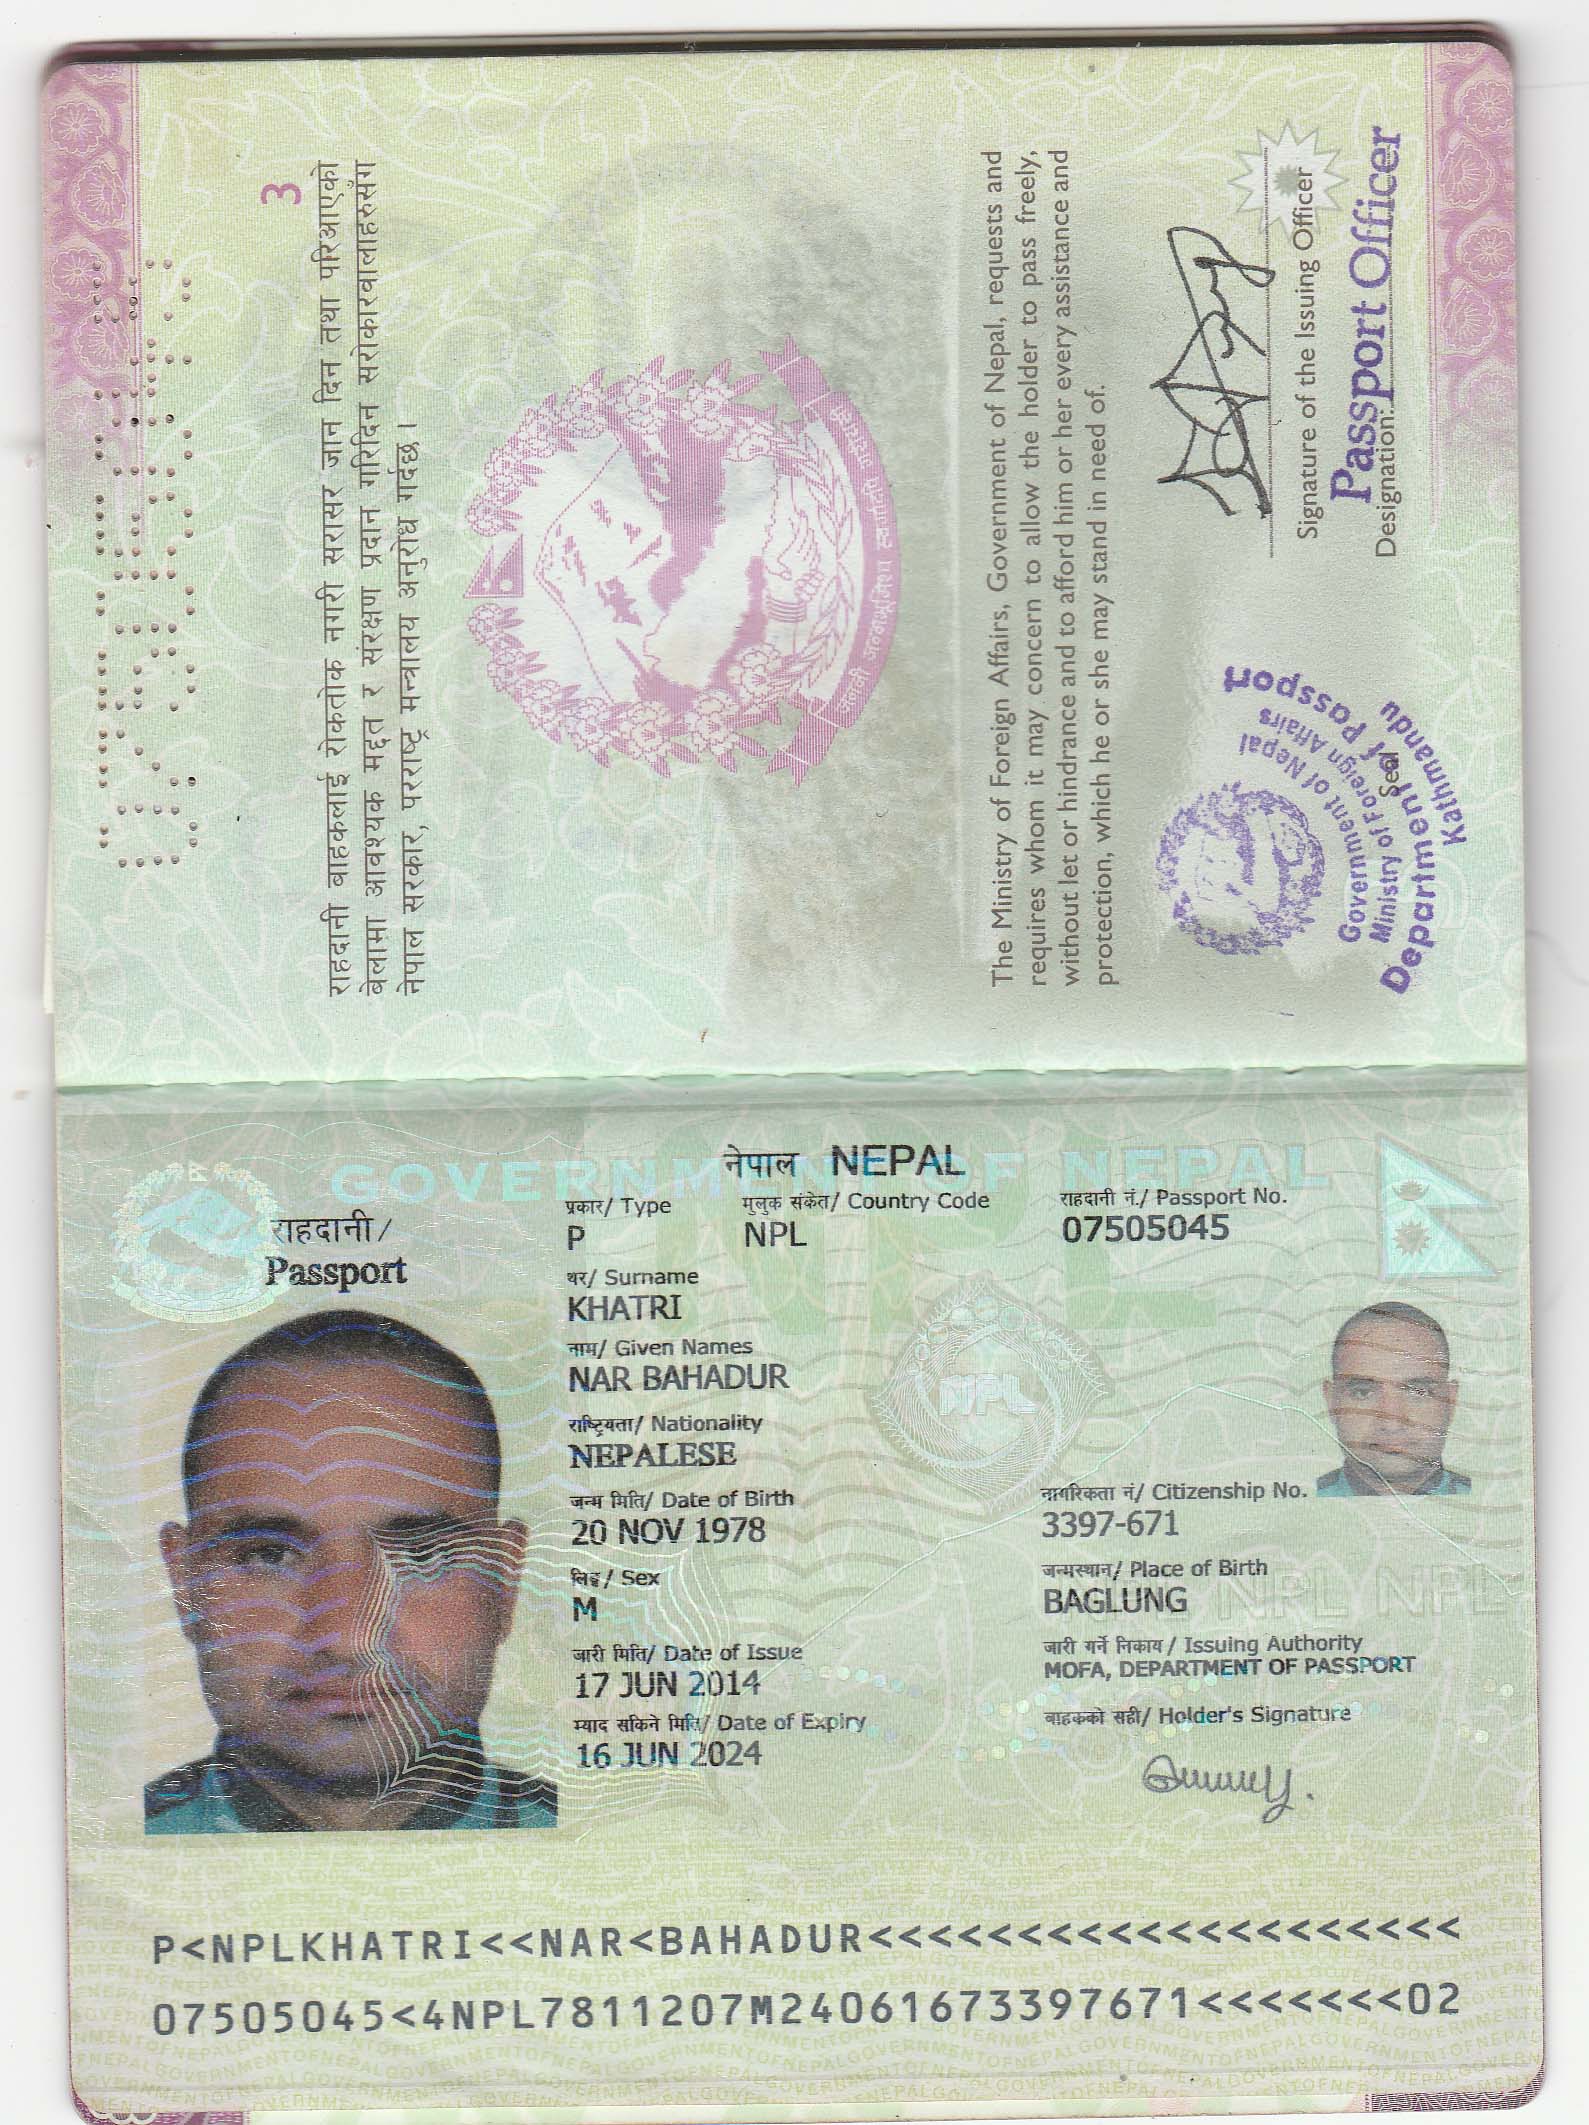 3
राहदानी बाहकलाई रोकतोक नगरी सरासर जान दिन तथा परिआएको
बेलामा आवश्यक मद्दत र संरक्षण प्रदान गरिदिन सरोकारवालाहरुसंग
नेपाल सरकार, परराष्ट्र मन्त्रालय अनुरोध गर्दछ।
The Ministry of Foreign Affairs, Government of Nepal, requests and
requires whom it may concern to allow the holder to pass freely,
without let or hindrance and to afford him or her every assistance and
protection, which he or she may stand in need of.
Signature of the Issuing Officer
Passport Officer
Designation:
Seal
Government of Nepal
Ministry of Foreign Affairs
Department of Passport
Kathmandu
GOVERNMENT OF NEPAL
नेपाल NEPAL
राहदानी/
Passport
प्रकार/ Type मुलुक संकेत/ Country Code राहदानी नं./ Passport No.
P NPL 07505045
थर/ Surname
KHATRI
नाम/ Given Names
NAR BAHADUR
राष्ट्रियता/ Nationality
NEPALESE
जन्म मिति/ Date of Birth नागरिकता नं/ Citizenship No.
20 NOV 1978 3397-671
लिङ्ग/ Sex जन्मस्थान/ Place of Birth
M BAGLUNG
जारी मिति/ Date of Issue जारी गर्ने निकाय/ Issuing Authority
17 JUN 2014 MOFA, DEPARTMENT OF PASSPORT
म्याद सकिने मिति/ Date of Expiry वाहकको सही/ Holder's Signature
16 JUN 2024
NPL
NPL NPL
P<NPLKHATRI<<NAR<BAHADUR<<<<<<<<<<<<<<<<<<<<
07505045<4NPL7811207M24061673397671<<<<<<<02